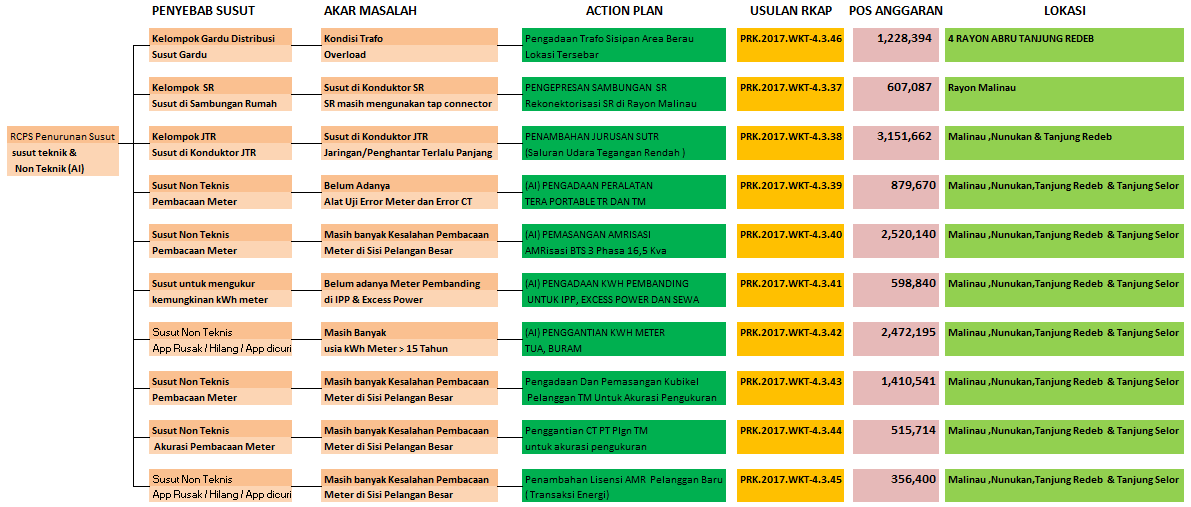 PENYEBAB SUSUT AKAR MASALAH ACTION PLAN USULAN RKAP POS ANGGARAN LOKASI
RCPS Penurunan Susut
susut teknik &
Non Teknik (AI)
Kelompok Gardu Distribusi Kondisi Trafo Pengadaan Trafo Sisipan Area Berau PRK.2017.WKT-4.3.46 1,228,394 4 RAYON ABRU TANJUNG REDEB
Susut Gardu Overload Lokasi Tersebar
Kelompok SR Susut di Konduktor SR PENGEPRESAN SAMBUNGAN SR PRK.2017.WKT-4.3.37 607,087 Rayon Malinau
Susut di Sambungan Rumah SR masih mengunakan tap connector Rekonektorisasi SR di Rayon Malinau
Kelompok JTR Susut di Konduktor JTR PENAMBAHAN JURUSAN SUTR PRK.2017.WKT-4.3.38 3,151,662 Malinau ,Nunukan & Tanjung Redeb
Susut di Konduktor JTR Jaringan/Penghantar Terlalu Panjang (Saluran Udara Tegangan Rendah )
Susut Non Teknis Belum Adanya (AI) PENGADAAN PERALATAN PRK.2017.WKT-4.3.39 879,670 Malinau ,Nunukan,Tanjung Redeb & Tanjung Selor
Pembacaan Meter Alat Uji Error Meter dan Error CT TERA PORTABLE TR DAN TM
Susut Non Teknis Masih banyak Kesalahan Pembacaan (AI) PEMASANGAN AMRISASI PRK.2017.WKT-4.3.40 2,520,140 Malinau ,Nunukan,Tanjung Redeb & Tanjung Selor
Pembacaan Meter Meter di Sisi Pelangan Besar AMRisasi BTS 3 Phasa 16,5 Kva
Susut untuk mengukur Belum adanya Meter Pembanding (AI) PENGADAAN KWH PEMBANDING PRK.2017.WKT-4.3.41 598,840 Malinau ,Nunukan,Tanjung Redeb & Tanjung Selor
kemungkinan kWh meter di IPP & Excess Power UNTUK IPP, EXCESS POWER DAN SEWA
Susut Non Teknis Masih Banyak (AI) PENGGANTIAN KWH METER PRK.2017.WKT-4.3.42 2,472,195 Malinau ,Nunukan,Tanjung Redeb & Tanjung Selor
App Rusak / Hilang / App dicuri usia kWh Meter > 15 Tahun TUA, BURAM
Susut Non Teknis Masih banyak Kesalahan Pembacaan Pengadaan Dan Pemasangan Kubikel PRK.2017.WKT-4.3.43 1,410,541 Malinau ,Nunukan,Tanjung Redeb & Tanjung Selor
Pembacaan Meter Meter di Sisi Pelangan Besar Pelanggan TM Untuk Akurasi Pengukuran
Susut Non Teknis Masih banyak Kesalahan Pembacaan Penggantian CT PT Plgn TM PRK.2017.WKT-4.3.44 515,714 Malinau ,Nunukan,Tanjung Redeb & Tanjung Selor
Akurasi Pembacaan Meter Meter di Sisi Pelangan Besar untuk akurasi pengukuran
Susut Non Teknis Masih banyak Kesalahan Pembacaan Penambahan Lisensi AMR Pelanggan Baru PRK.2017.WKT-4.3.45 356,400 Malinau ,Nunukan,Tanjung Redeb & Tanjung Selor
App Rusak / Hilang / App dicuri Meter di Sisi Pelangan Besar ( Transaksi Energi)